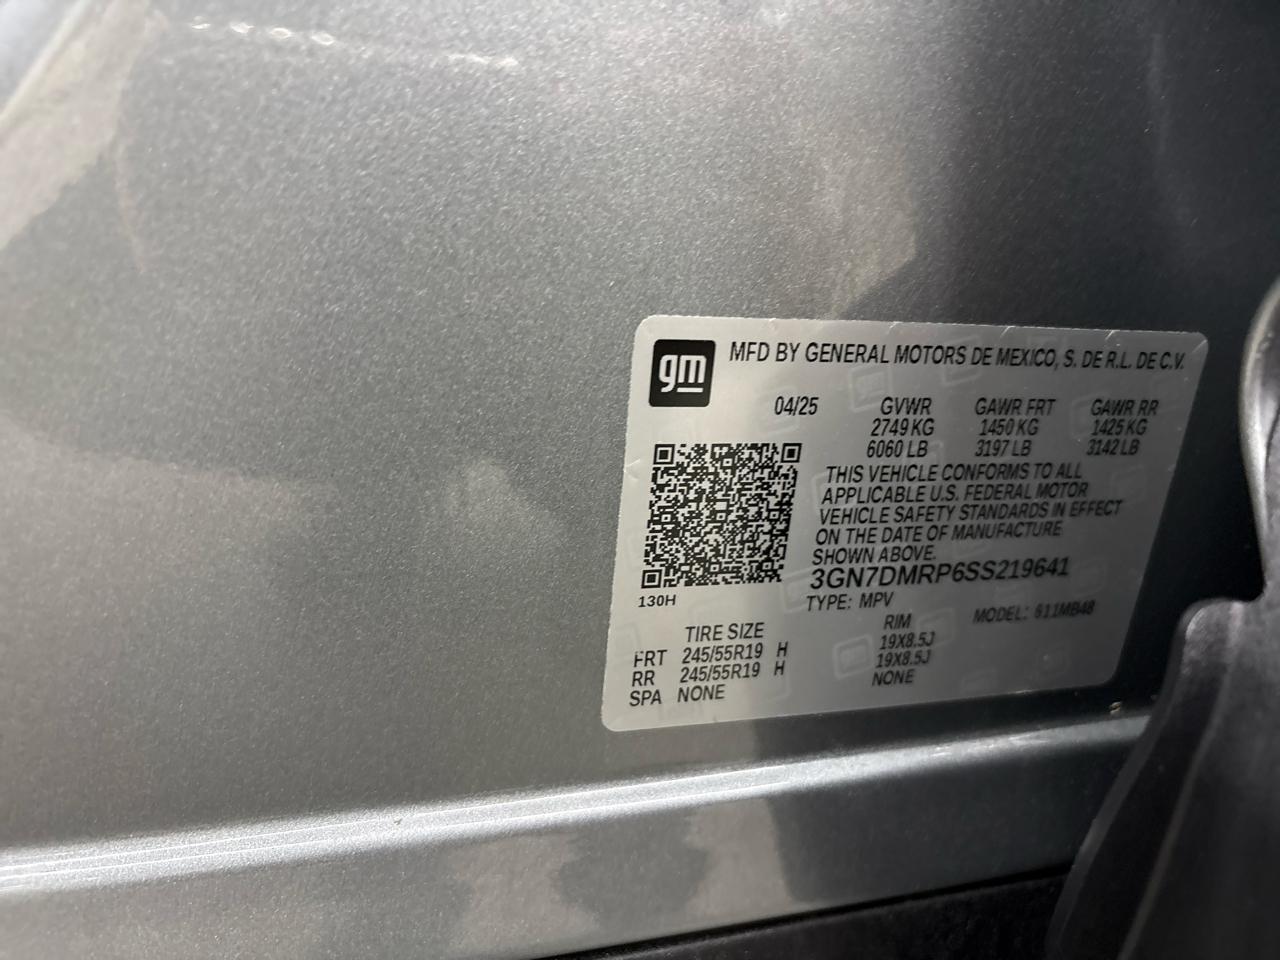 gm
MFD BY GENERAL MOTORS DE MEXICO, S. DE R.L. DE C.V.
04/25 GVWR GAWR FRT GAWR RR
2749 KG 1450 KG 1425 KG
6060 LB 3197 LB 3142 LB
THIS VEHICLE CONFORMS TO ALL
APPLICABLE U.S. FEDERAL MOTOR
VEHICLE SAFETY STANDARDS IN EFFECT
ON THE DATE OF MANUFACTURE
SHOWN ABOVE.
3GN7DMRP6SS219641
130H
TYPE: MPV MODEL: 611MB48
TIRE SIZE RIM
FRT 245/55R19 H 19X8.5J
RR 245/55R19 H 19X8.5J
SPA NONE NONE